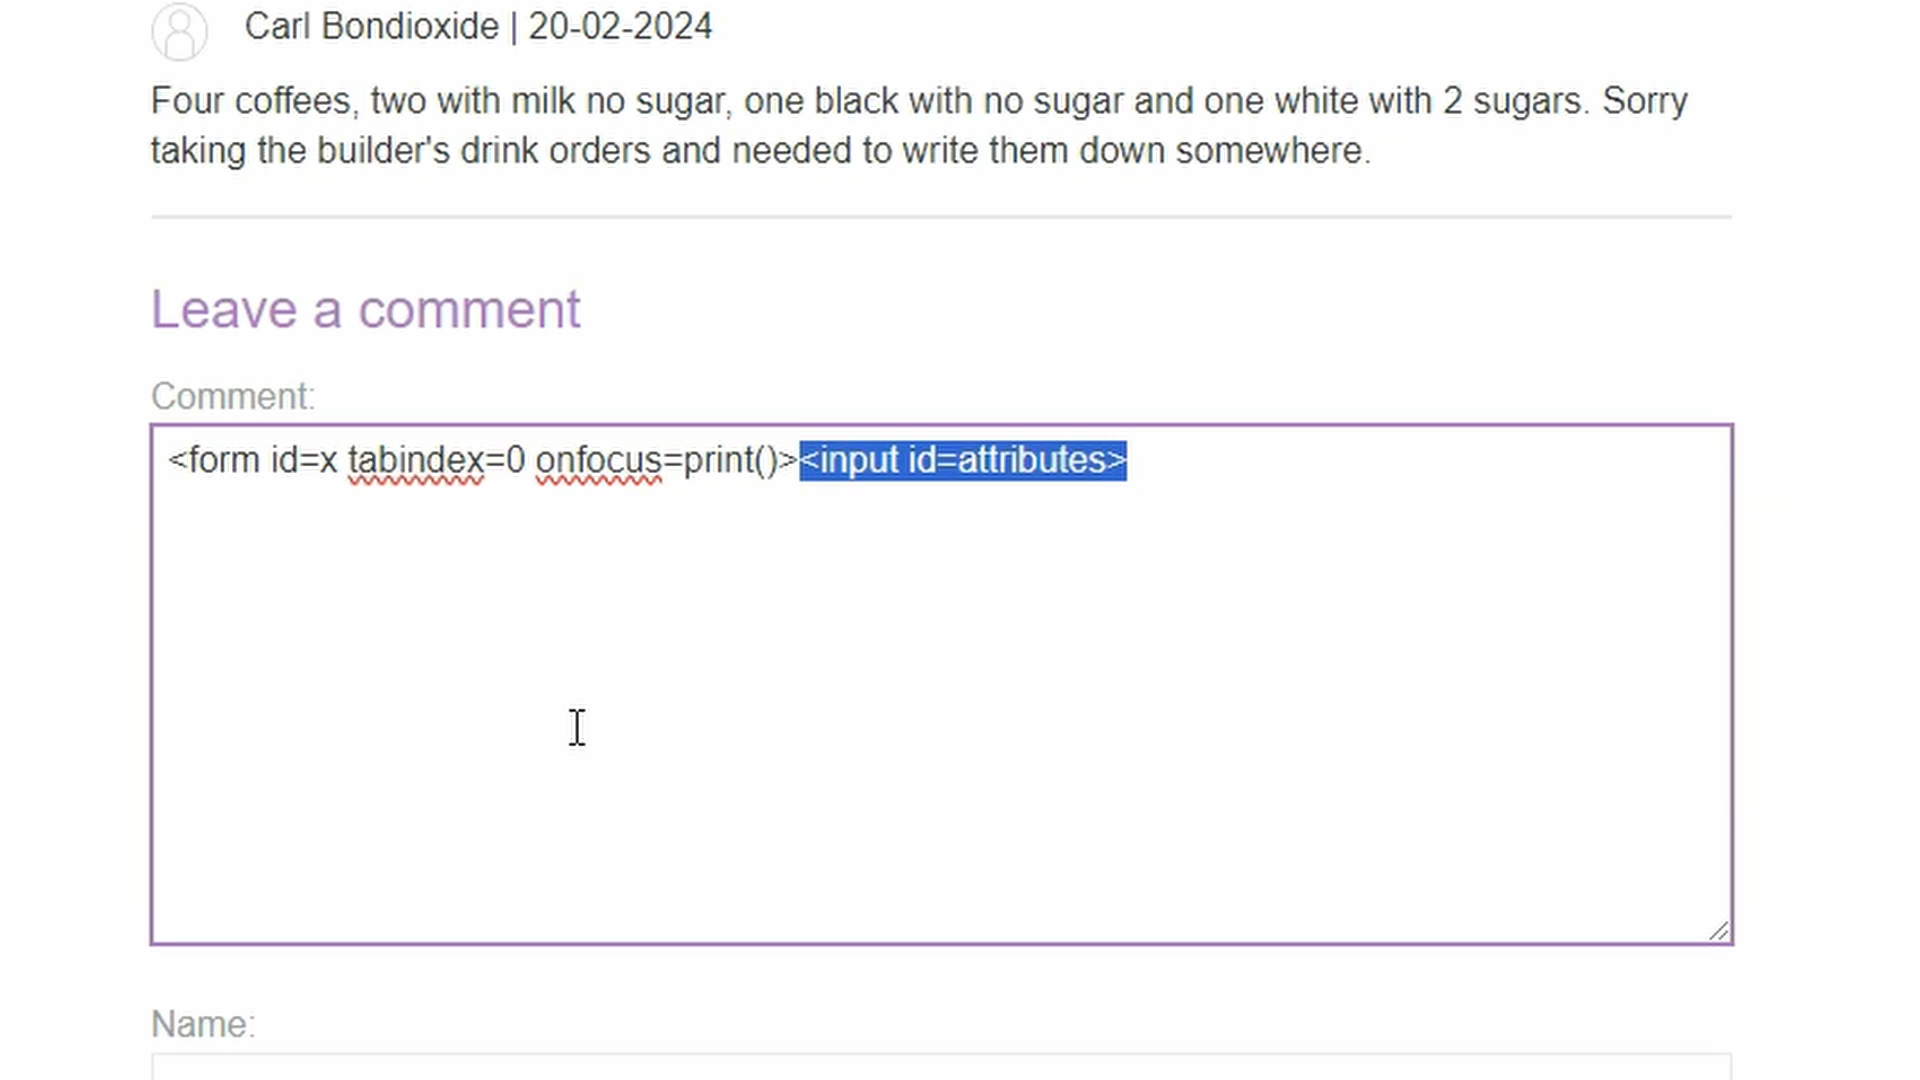 Carl Bondioxide | 20-02-2024
Four coffees, two with milk no sugar, one black with no sugar and one white with 2 sugars. Sorry
taking the builder's drink orders and needed to write them down somewhere.
Leave a comment
Comment:
<form id=x tabindex=0 onfocus=print()><input id=attributes>
Name: